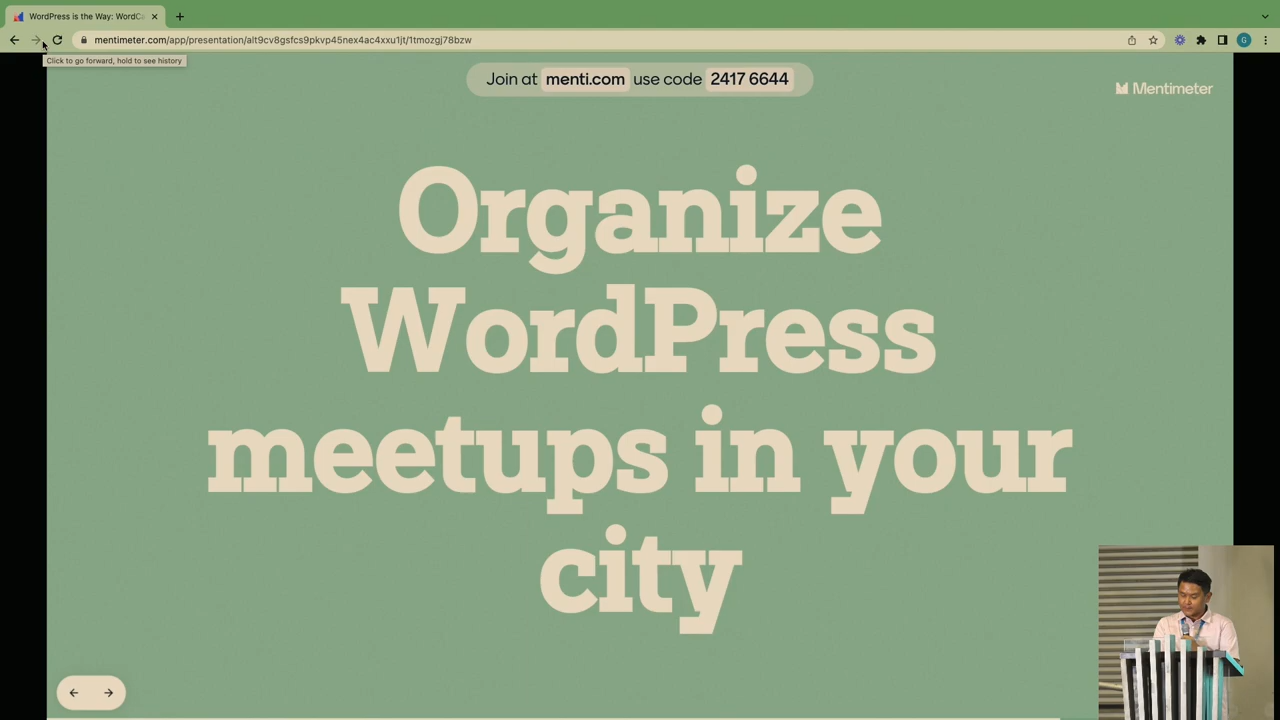 WordPress is the Way: WordCa
mentimeter.com/app/presentation/alt9cv8gsfcs9pkvp45nex4ac4xxu1jt/1tmozgj78bzw
G
Click to go forward, hold to see history
Join at menti.com use code 2417 6644
Mentimeter
Organize
WordPress
meetups in your
city